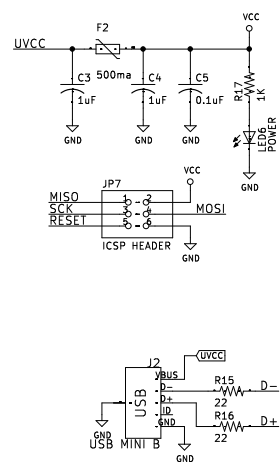 F2
VCC
UVCC
500ma
C3
C4
C5
1uF
1uF
0.1uF
R17
1K
LED6
POWER
GND
GND
GND
GND
VCC
JP7
MISO
1
2
SCK
3
4
MOSI
RESET
5
6
ICSP HEADER
GND
J2
UVCC
VBUS
D-
R15
D-
22
D+
R16
D+
22
USB
ID
GND
GND
USB MINI B
GND